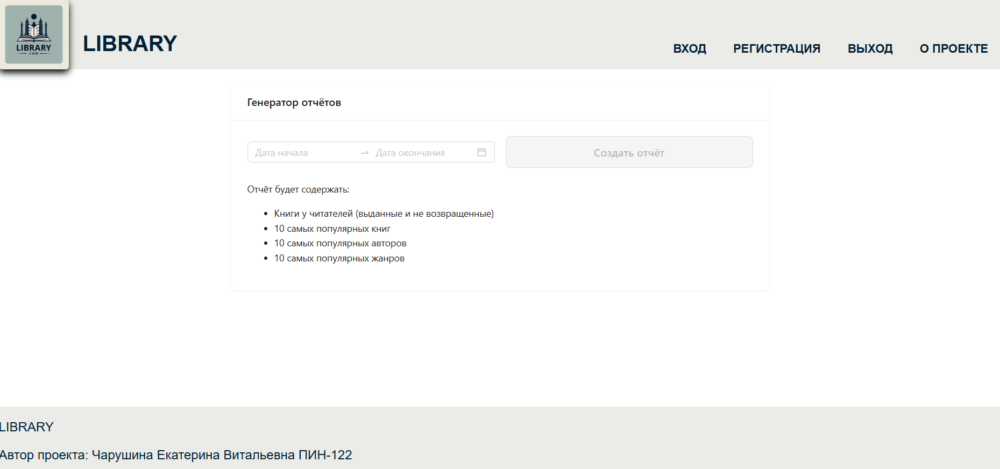 LIBRARY
.COM
LIBRARY
ВХОД
РЕГИСТРАЦИЯ
ВЫХОД
О ПРОЕКТЕ
Генератор отчётов
Дата начала
Дата окончания
Создать отчёт
Отчёт будет содержать:
Книги у читателей (выданные и не возвращенные)
10 самых популярных книг
10 самых популярных авторов
10 самых популярных жанров
LIBRARY
Автор проекта: Чарушина Екатерина Витальевна ПИН-122